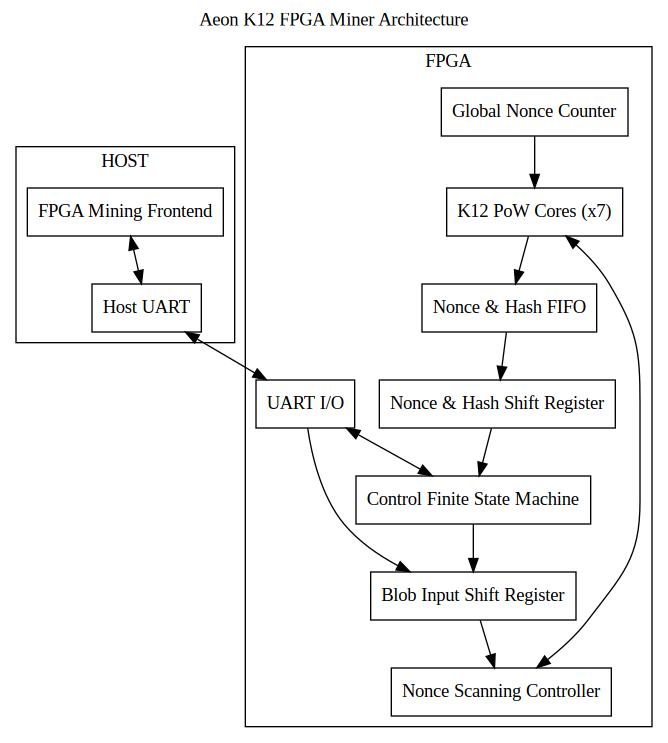 Aeon K12 FPGA Miner Architecture
FPGA
Global Nonce Counter
HOST
FPGA Mining Frontend
K12 PoW Cores (x7)
Host UART
Nonce & Hash FIFO
UART I/O
Nonce & Hash Shift Register
Control Finite State Machine
Blob Input Shift Register
Nonce Scanning Controller